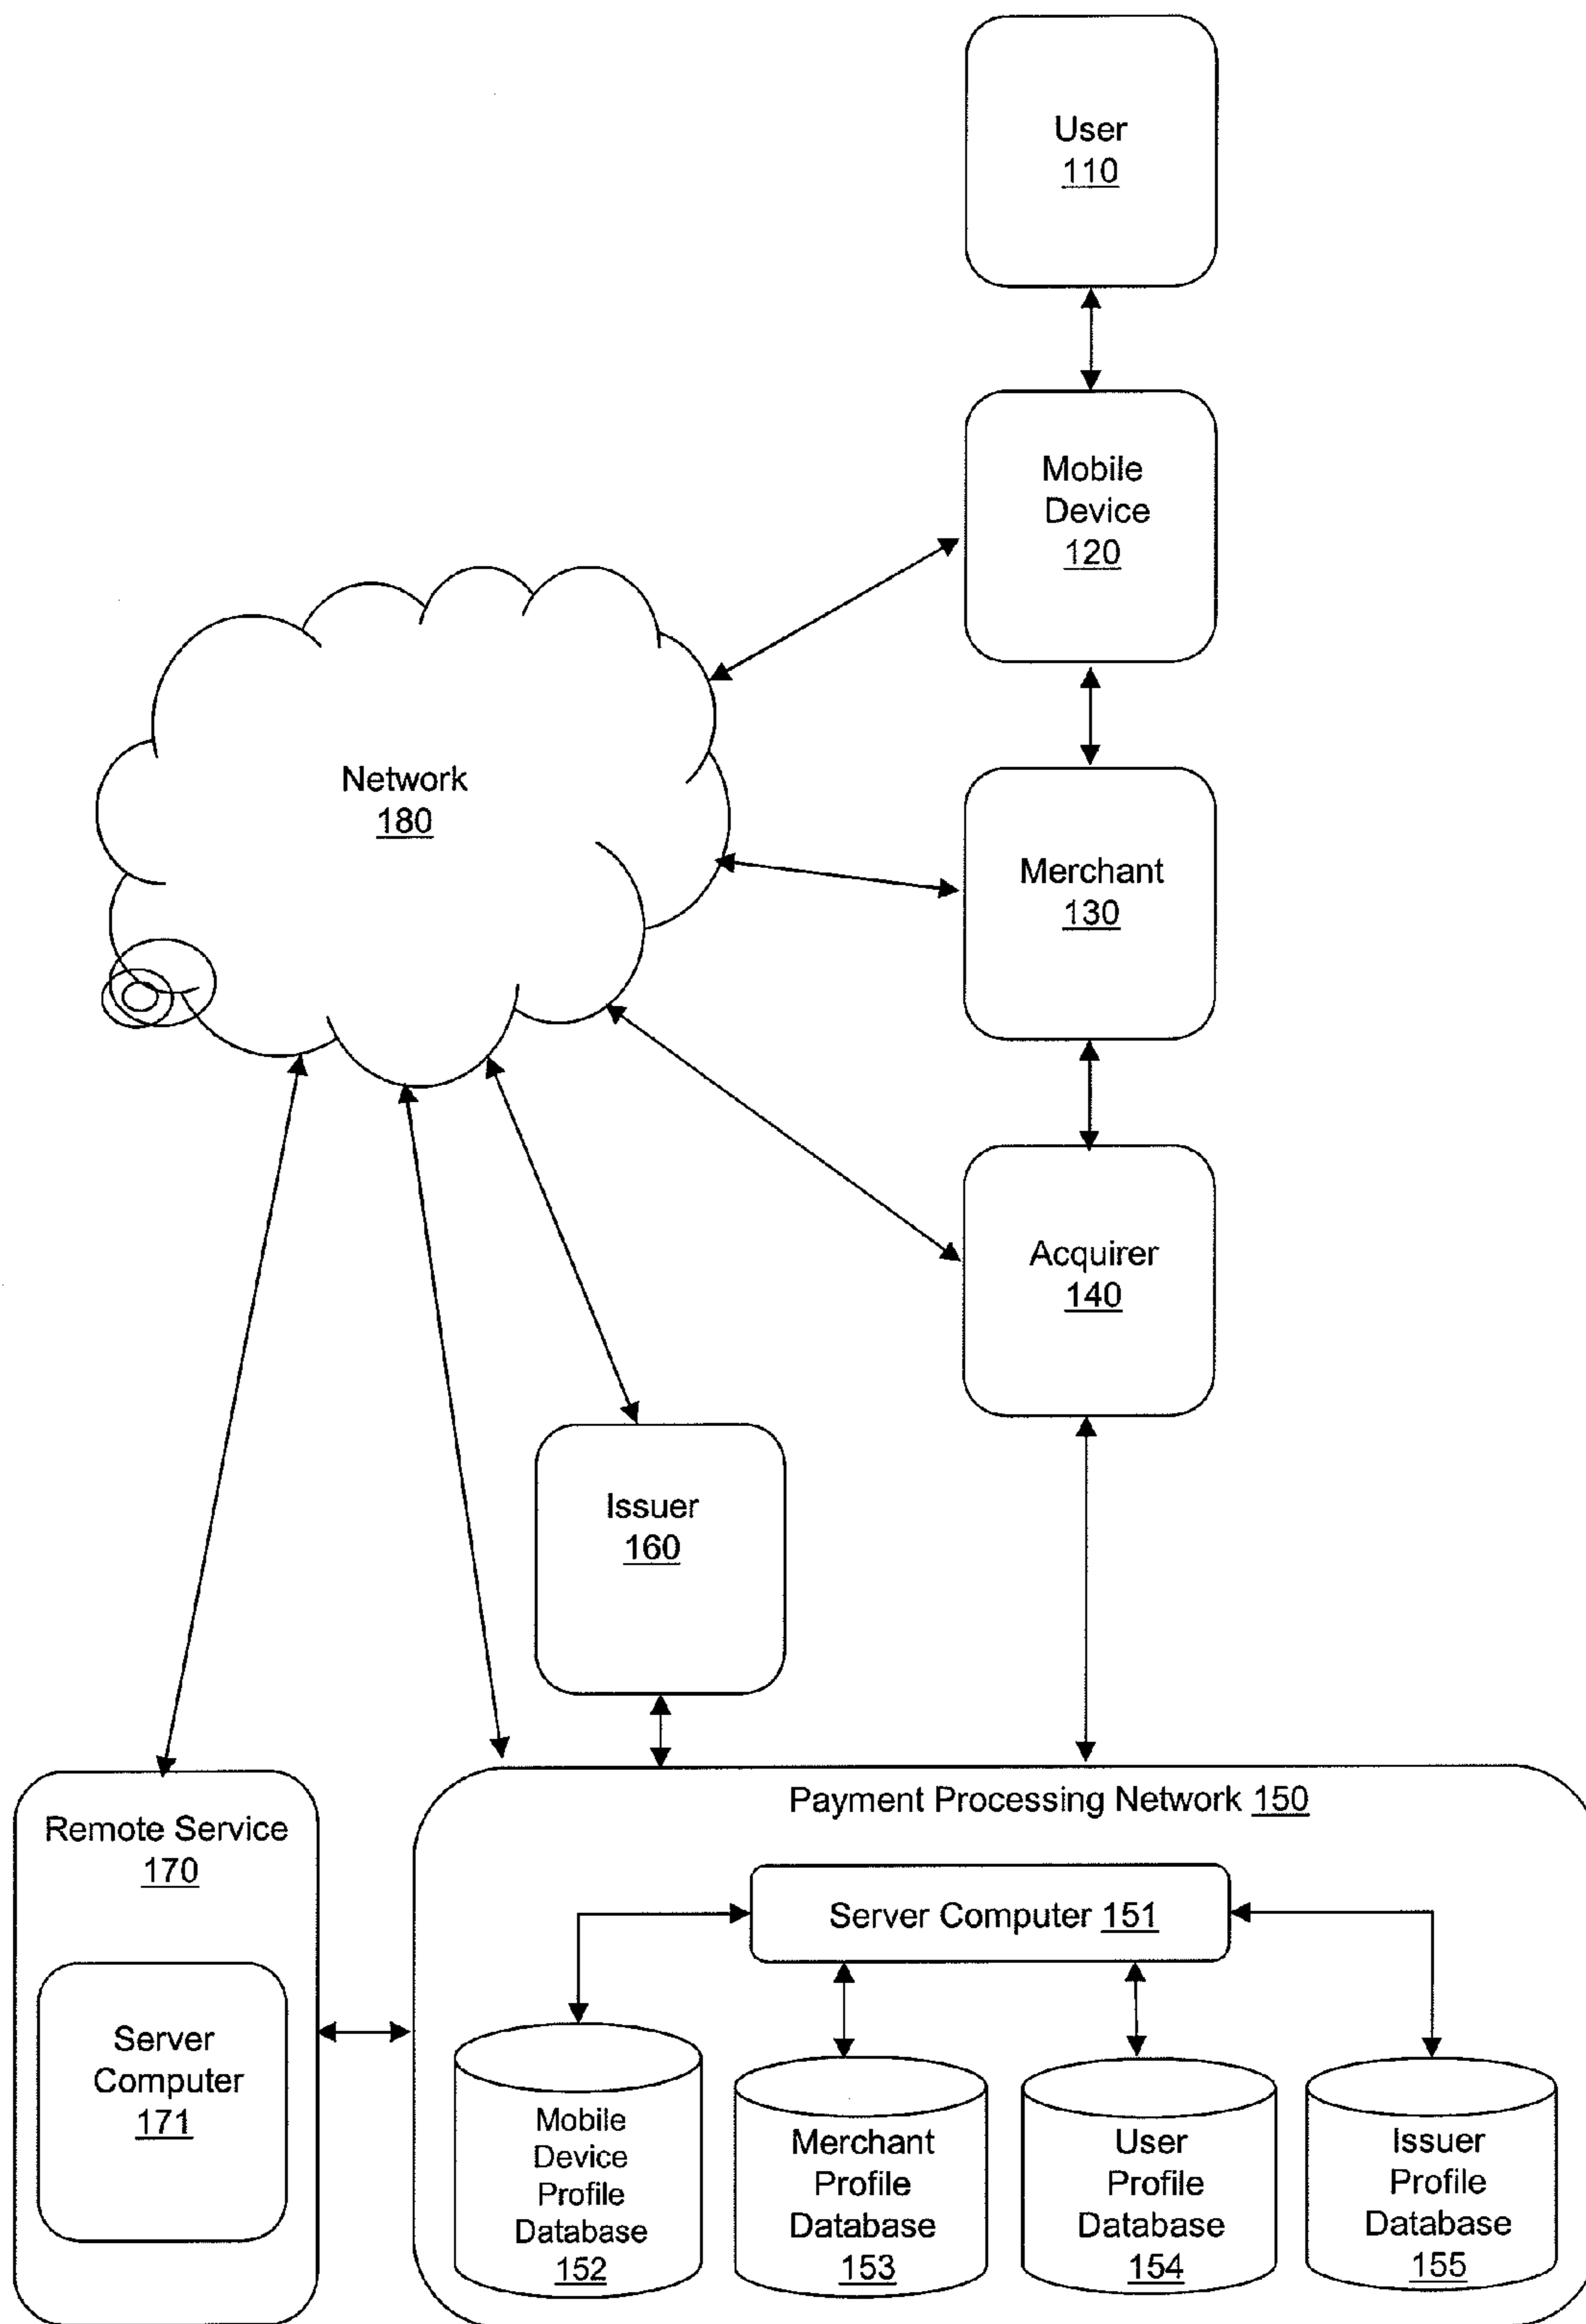 User
110
Mobile
Device
120
Network
180
Merchant
130
Acquirer
140
Issuer
160
Remote Service
170
Server
Computer
171
Payment Processing Network 150
Server Computer 151
Mobile
Device
Profile
Database
152
Merchant
Profile
Database
153
User
Profile
Database
154
Issuer
Profile
Database
155